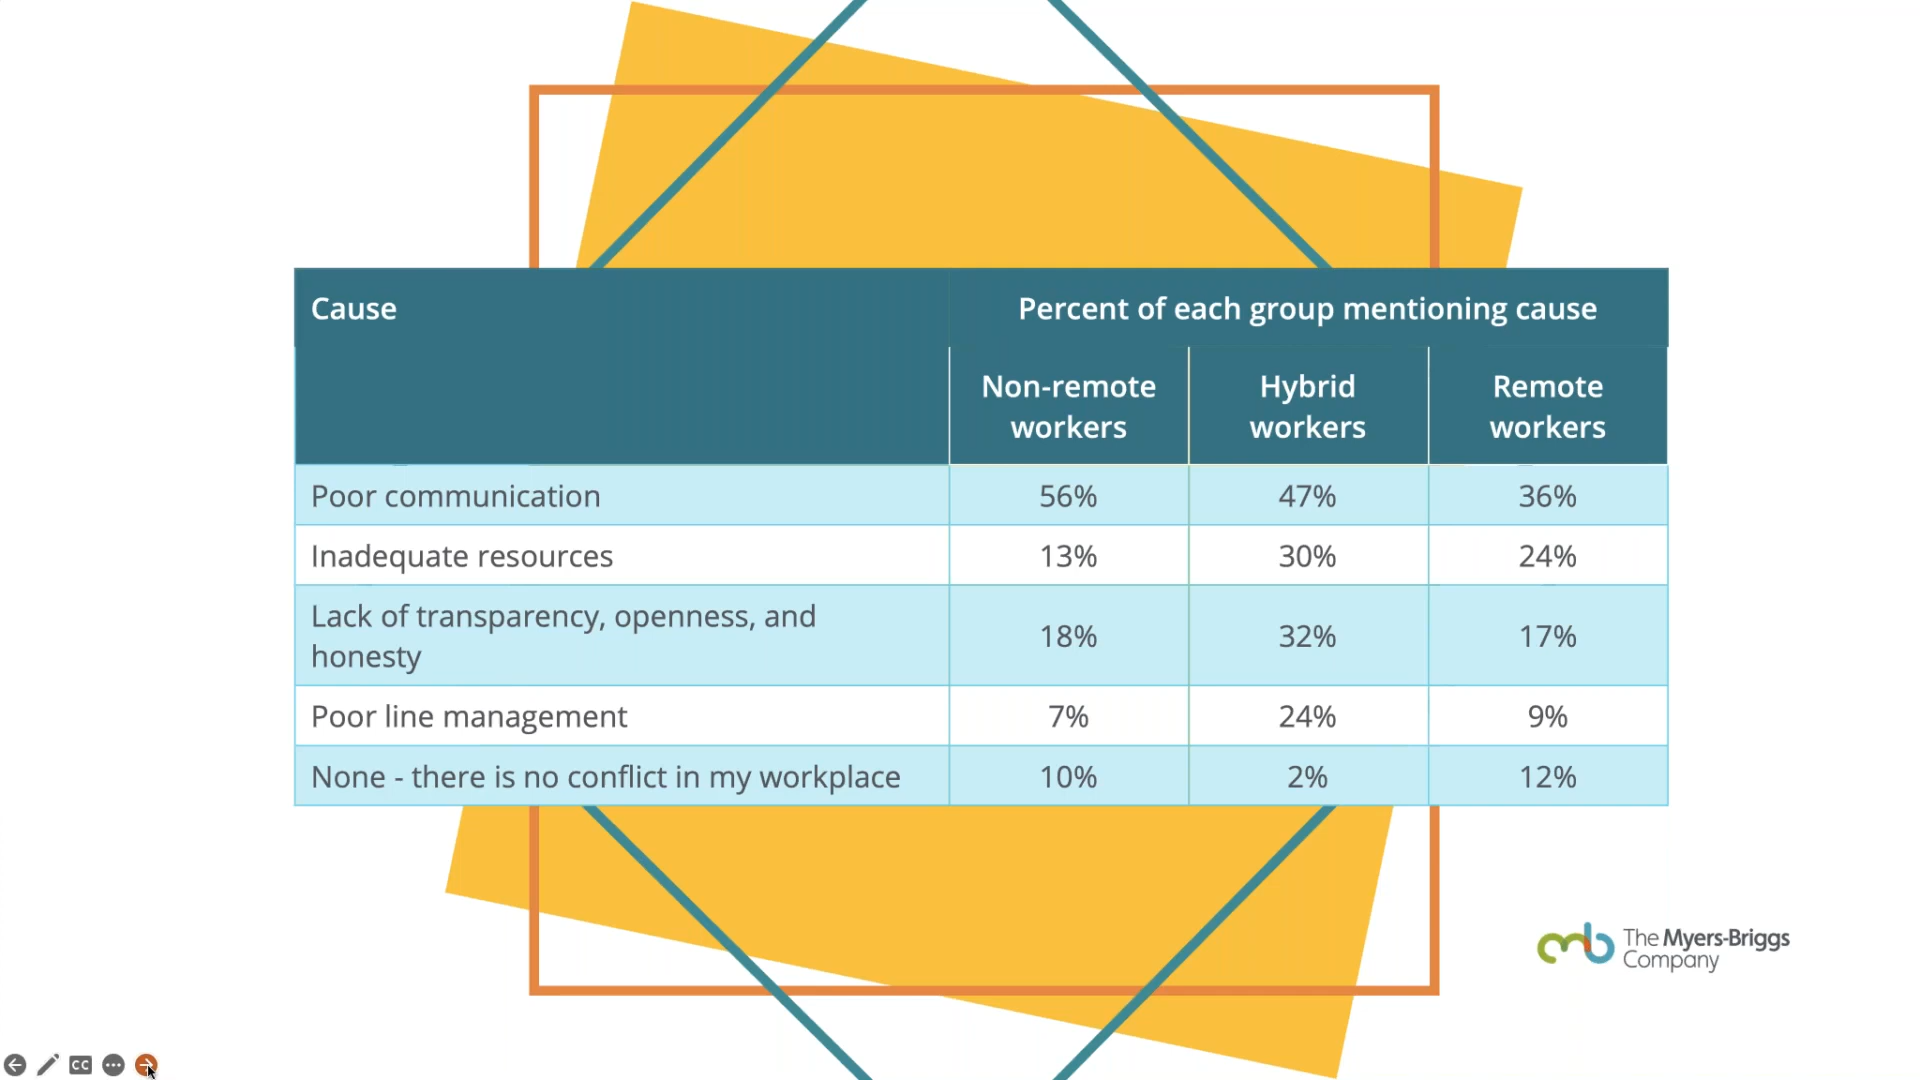 Cause
Percent of each group mentioning cause
Non-remote
workers
Hybrid
workers
Remote
workers
Poor communication
56%
47%
36%
Inadequate resources
13%
30%
24%
Lack of transparency, openness, and
honesty
18%
32%
17%
Poor line management
7%
24%
9%
None - there is no conflict in my workplace
10%
2%
12%
mb
The Myers-Briggs
Company
CC